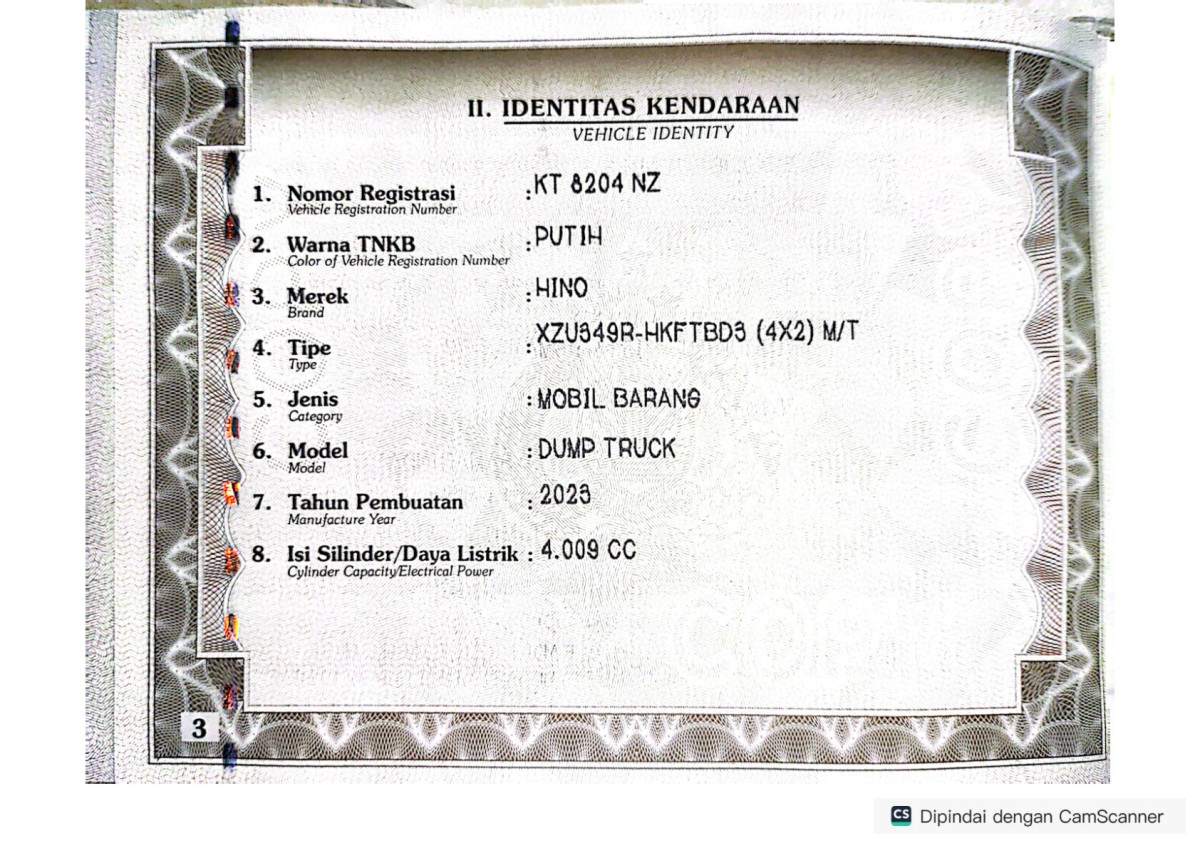 II. IDENTITAS KENDARAAN
VEHICLE IDENTITY
1. Nomor Registrasi : KT 8204 NZ
Vehicle Registration Number
2. Warna TNKB : PUTIH
Color of Vehicle Registration Number
3. Merek : HINO
Brand
4. Tipe : XZU349R-HKFTBD3 (4X2) M/T
Type
5. Jenis : MOBIL BARANG
Category
6. Model : DUMP TRUCK
Model
7. Tahun Pembuatan : 2023
Manufacture Year
8. Isi Silinder/Daya Listrik : 4.009 CC
Cylinder Capacity/Electrical Power
3
CS Dipindai dengan CamScanner